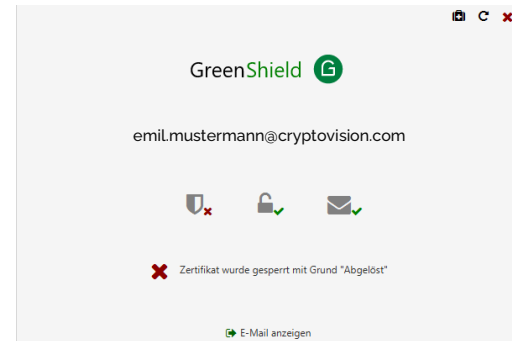 GreenShield G
emil.mustermann@cryptovision.com
Zertifikat wurde gesperrt mit Grund "Abgelöst"
E-Mail anzeigen